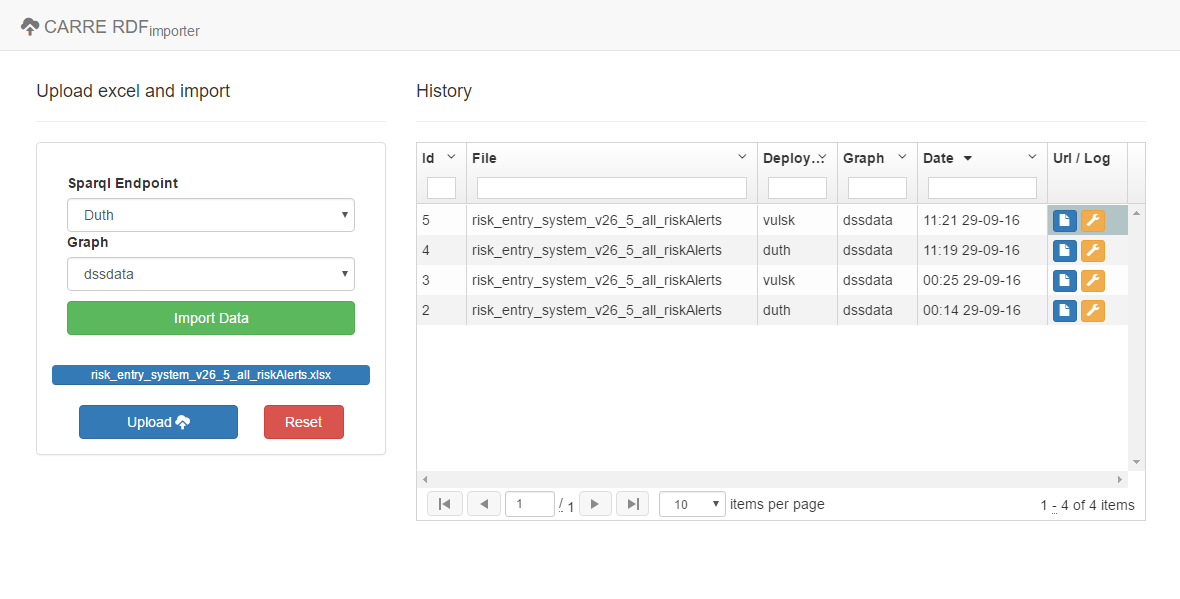 CARRE RDF importer
Upload excel and import
Sparql Endpoint
Duth
Graph
dssdata
Import Data
risk_entry_system_v26_5_all_riskAlerts.xlsx
Upload
Reset
History
Id File Deploy... Graph Date Url / Log
5 risk_entry_system_v26_5_all_riskAlerts vulsk dssdata 11:21 29-09-16
4 risk_entry_system_v26_5_all_riskAlerts duth dssdata 11:19 29-09-16
3 risk_entry_system_v26_5_all_riskAlerts vulsk dssdata 00:25 29-09-16
2 risk_entry_system_v26_5_all_riskAlerts duth dssdata 00:14 29-09-16
1 / 1 10 items per page 1 - 4 of 4 items